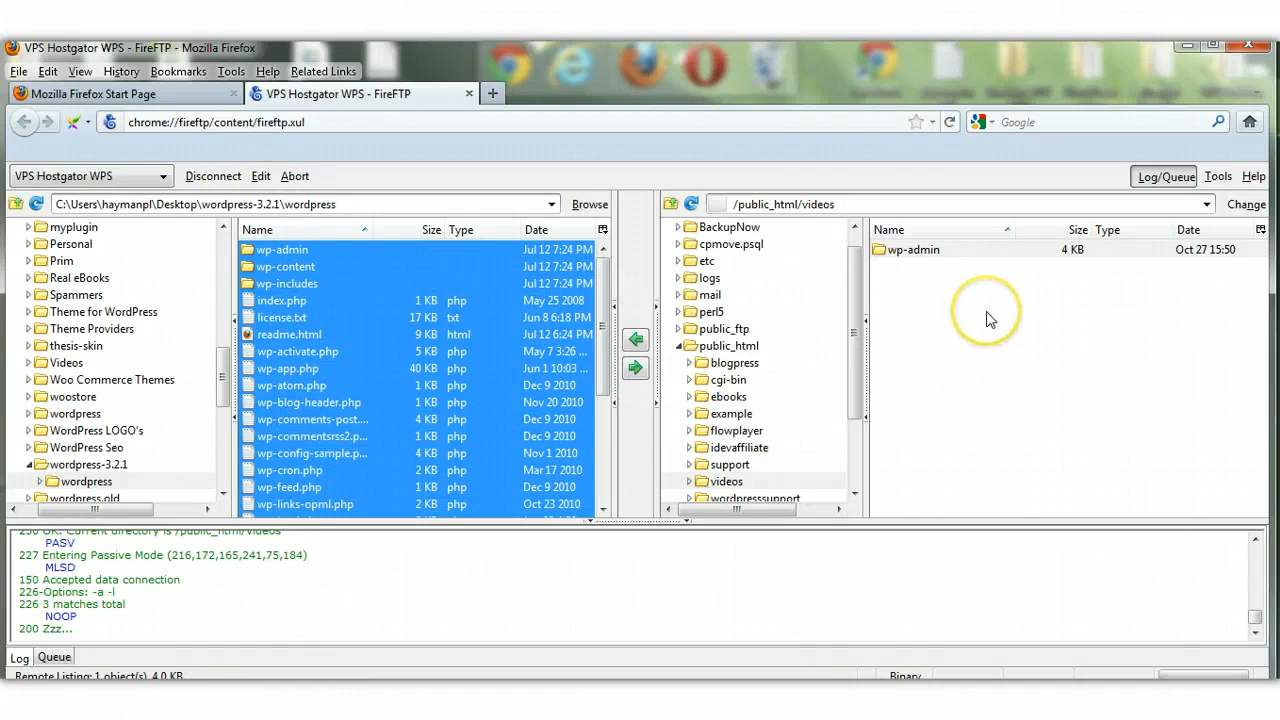 VPS Hostgator WPS - FireFTP - Mozilla Firefox
File Edit View History Bookmarks Tools Help Related Links
Mozilla Firefox Start Page × VPS Hostgator WPS - FireFTP × +
chrome://fireftp/content/fireftp.xul Google
VPS Hostgator WPS Disconnect Edit Abort Log/Queue Tools Help
C:\Users\haymanpl\Desktop\wordpress-3.2.1\wordpress Browse
myplugin
Personal
Prim
Real eBooks
Spammers
Theme for WordPress
Theme Providers
thesis-skin
Videos
Woo Commerce Themes
woostore
wordpress
WordPress LOGO's
WordPress Seo
wordpress-3.2.1
wordpress
wordpress.old
Name Size Type Date
wp-admin Jul 12 7:24 PM
wp-content Jul 12 7:24 PM
wp-includes Jul 12 7:24 PM
index.php 1 KB php May 25 2008
license.txt 17 KB txt Jun 6 6:18 PM
readme.html 9 KB html Jul 12 6:24 PM
wp-activate.php 5 KB php May 7 3:26 ...
wp-app.php 40 KB php Jun 1 10:03 ...
wp-atom.php 1 KB php Dec 9 2010
wp-blog-header.php 1 KB php Nov 20 2010
wp-comments-post.... 4 KB php Dec 9 2010
wp-commentsrss2.p... 1 KB php Dec 9 2010
wp-config-sample.p... 4 KB php Nov 1 2010
wp-cron.php 2 KB php Mar 17 2010
wp-feed.php 1 KB php Dec 9 2010
wp-links-opml.php 2 KB php Oct 23 2010
/public_html/videos Change
BackupNow
cpmove.psql
etc
logs
mail
perl5
public_ftp
public_html
blogpress
cgi-bin
ebooks
example
flowplayer
idevaffiliate
support
videos
wordpresssupport
Name Size Type Date
wp-admin 4 KB Oct 27 15:50
250 OK. Current directory is /public_html/videos
PASV
227 Entering Passive Mode (216,172,165,241,75,184)
MLSD
150 Accepted data connection
226-Options: -a -l
226 3 matches total
NOOP
200 Zzz...
Log Queue
Remote Listing: 1 object(s), 4.0 KB Binary